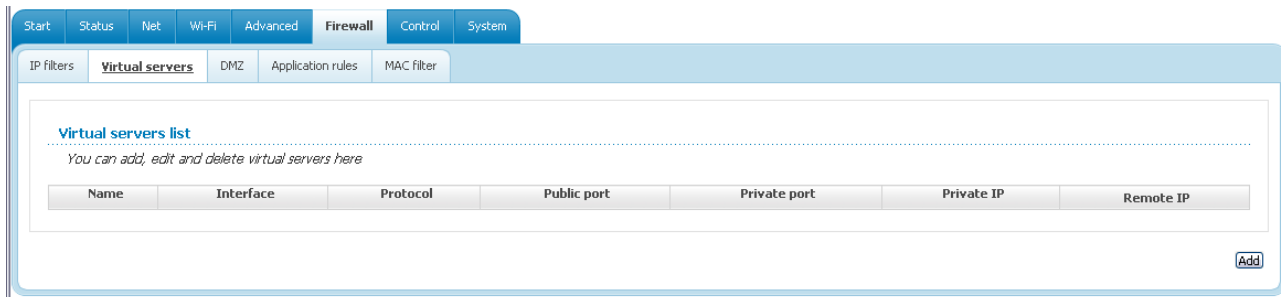 Start Status Net Wi-Fi Advanced Firewall Control System
IP filters Virtual servers DMZ Application rules MAC filter
Virtual servers list
You can add, edit and delete virtual servers here
Name Interface Protocol Public port Private port Private IP Remote IP
Add